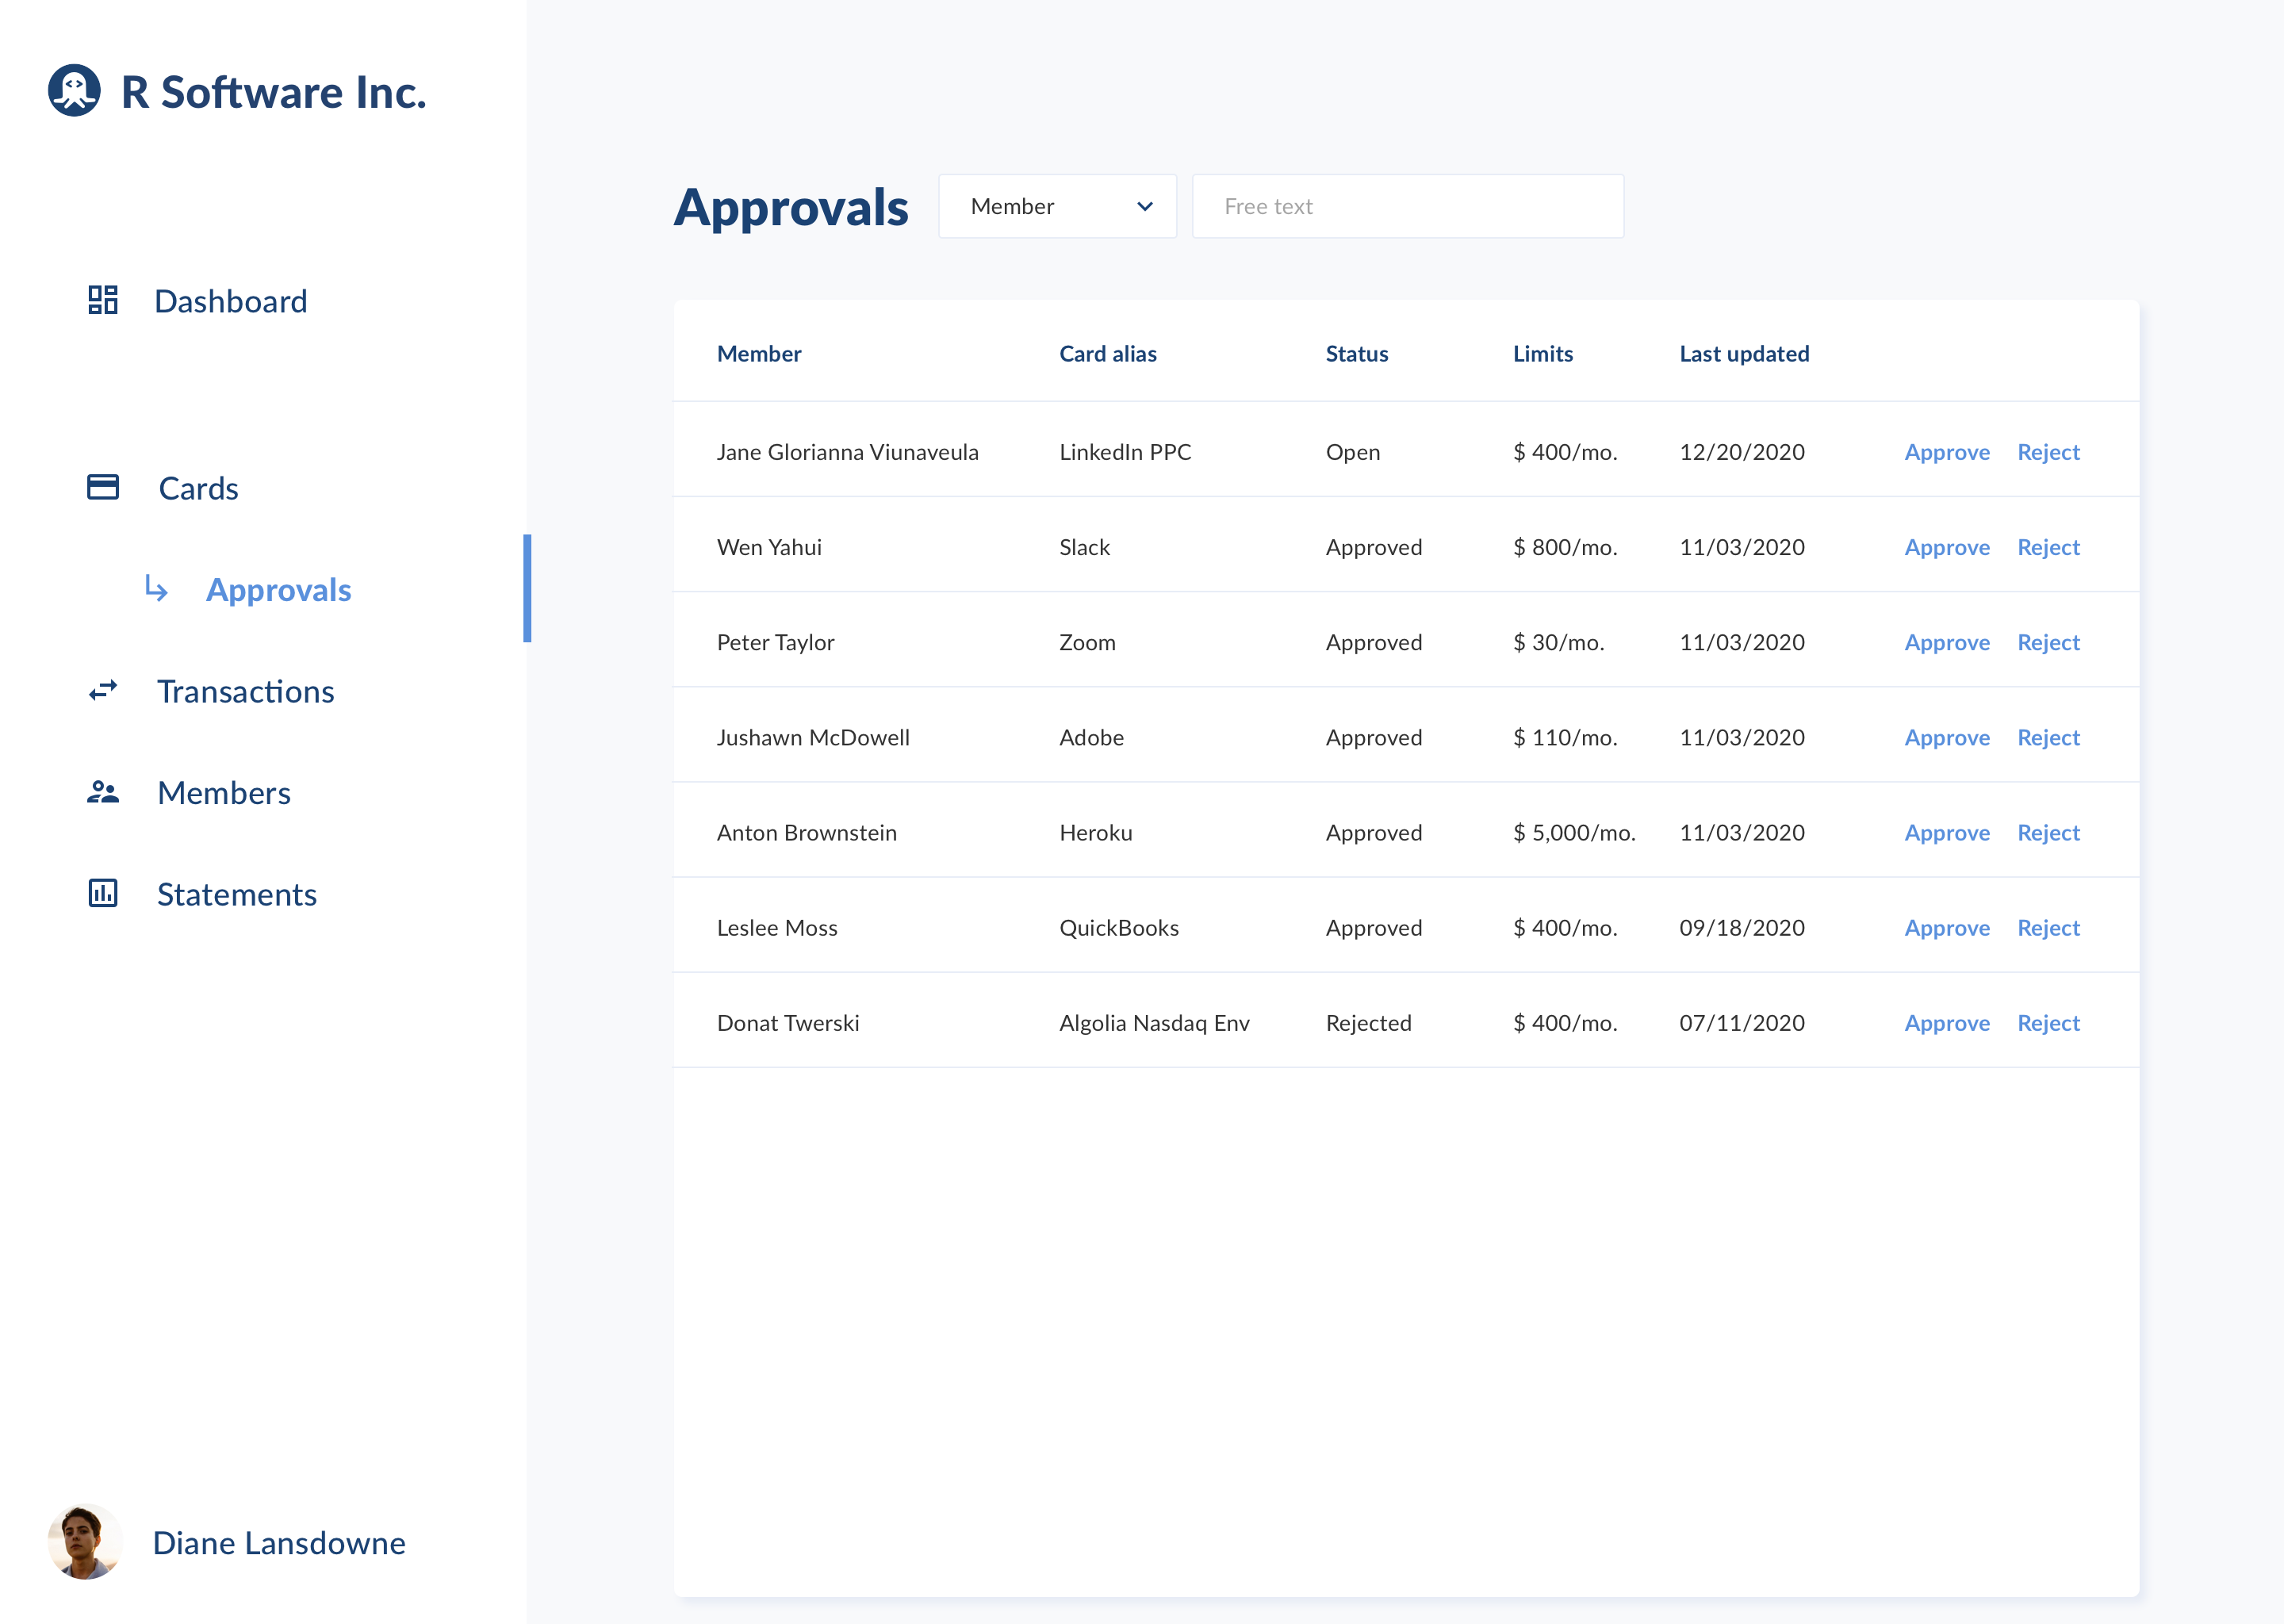 R Software Inc.
Dashboard
Cards
Approvals
Transactions
Members
Statements
Diane Lansdowne
Approvals Member Free text
Member Card alias Status Limits Last updated
Jane Glorianna Viunaveula LinkedIn PPC Open $ 400/mo. 12/20/2020 Approve Reject
Wen Yahui Slack Approved $ 800/mo. 11/03/2020 Approve Reject
Peter Taylor Zoom Approved $ 30/mo. 11/03/2020 Approve Reject
Jushawn McDowell Adobe Approved $ 110/mo. 11/03/2020 Approve Reject
Anton Brownstein Heroku Approved $ 5,000/mo. 11/03/2020 Approve Reject
Leslee Moss QuickBooks Approved $ 400/mo. 09/18/2020 Approve Reject
Donat Twerski Algolia Nasdaq Env Rejected $ 400/mo. 07/11/2020 Approve Reject